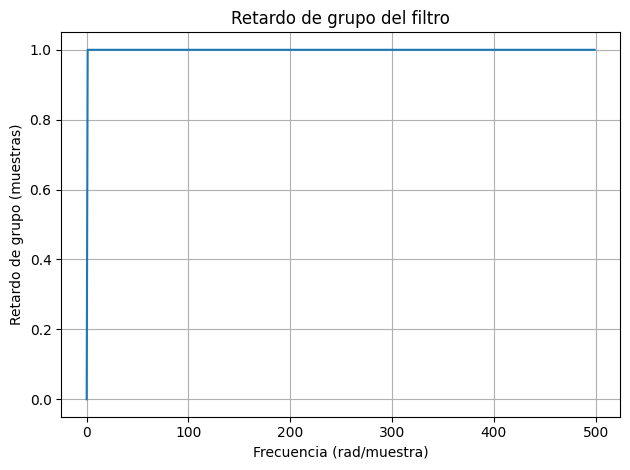 Retardo de grupo del filtro
Retardo de grupo (muestras)
1.0
0.8
0.6
0.4
0.2
0.0
0 100 200 300 400 500
Frecuencia (rad/muestra)